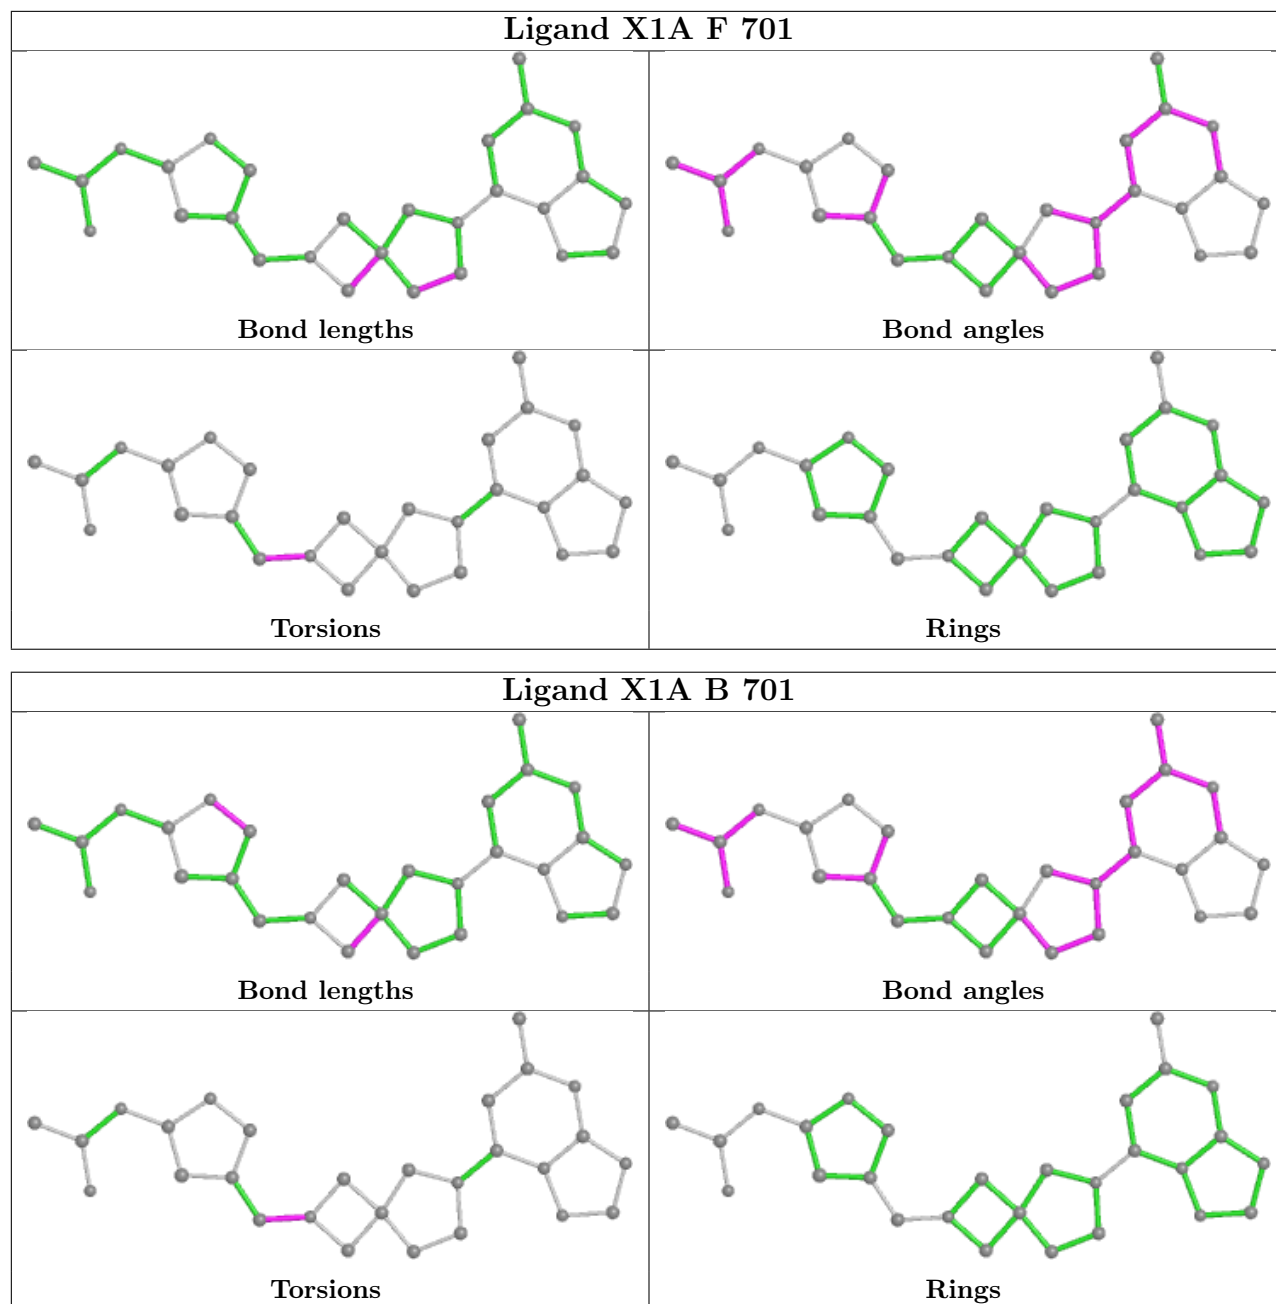 Ligand X1A F 701
Bond lengths
Bond angles
Torsions
Rings
Ligand X1A B 701
Bond lengths
Bond angles
Torsions
Rings